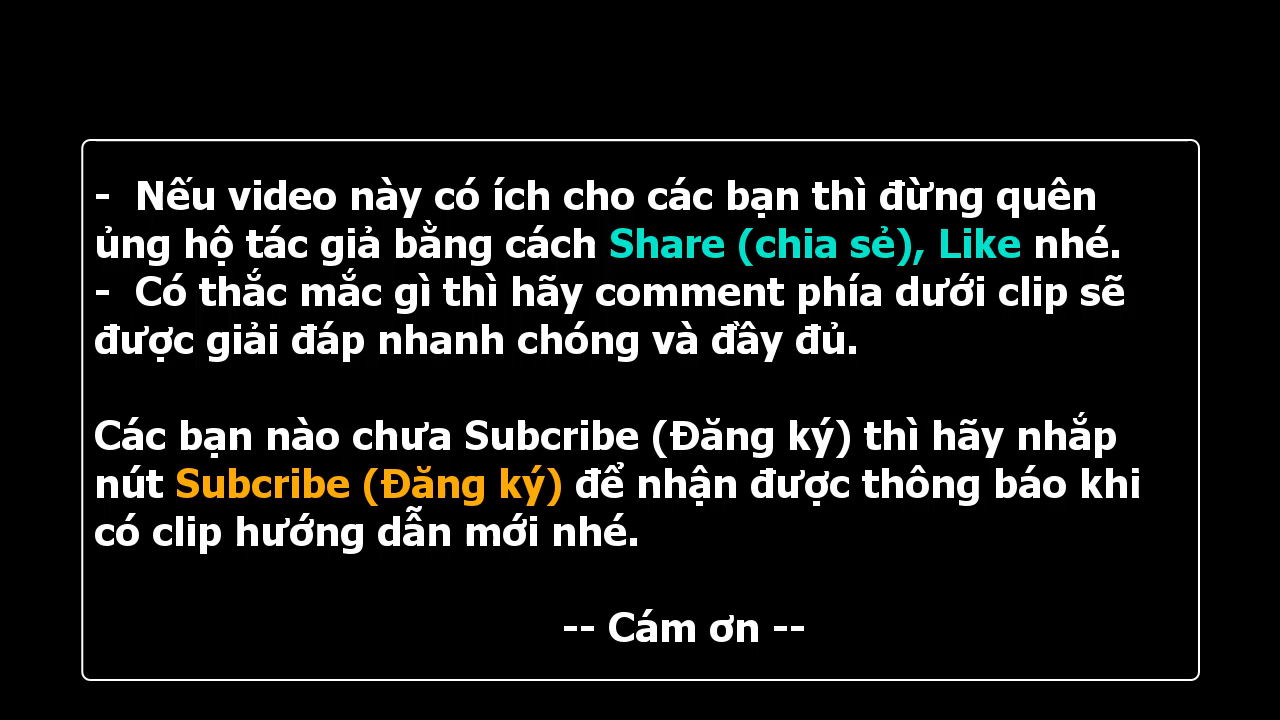 -  Nếu video này có ích cho các bạn thì đừng quên
ủng hộ tác giả bằng cách Share (chia sẻ), Like nhé.
-  Có thắc mắc gì thì hãy comment phía dưới clip sẽ
được giải đáp nhanh chóng và đầy đủ.
Các bạn nào chưa Subcribe (Đăng ký) thì hãy nhắp
nút Subcribe (Đăng ký) để nhận được thông báo khi
có clip hướng dẫn mới nhé.
-- Cám ơn --